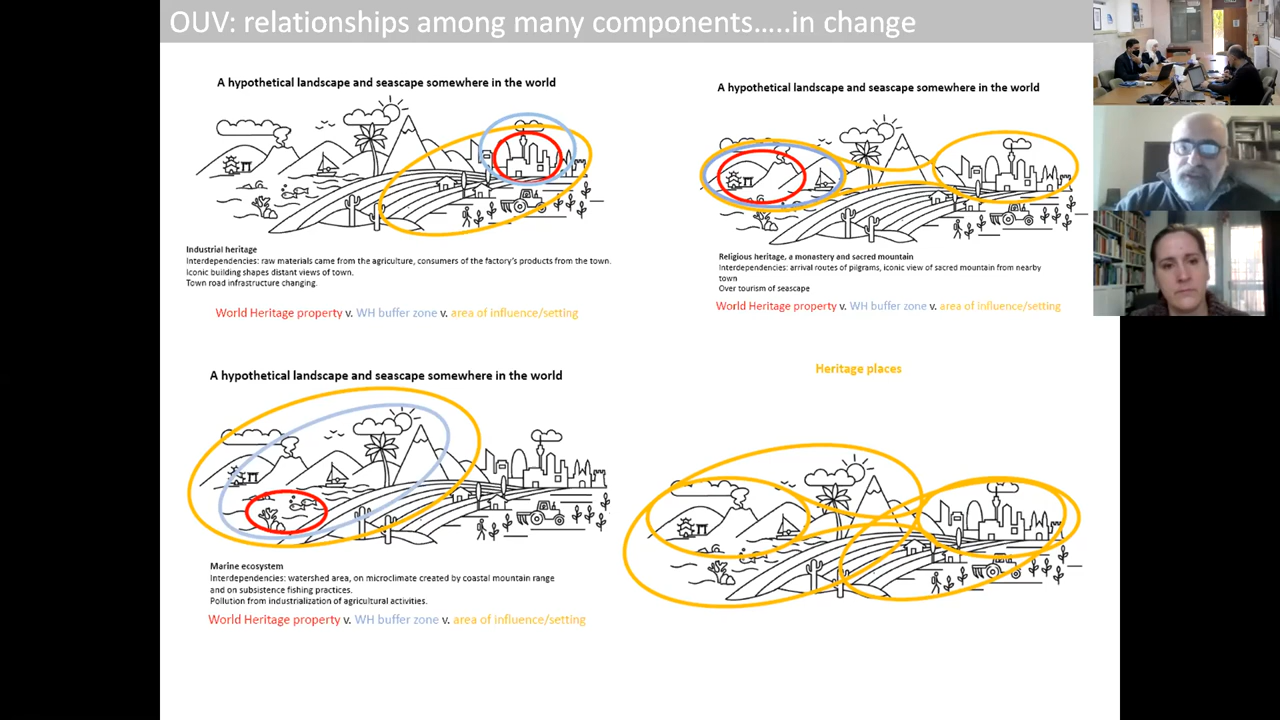 OUV: relationships among many components…..in change
A hypothetical landscape and seascape somewhere in the world
Industrial heritage
Interdependencies: raw materials came from the agriculture, consumers of the factory's products from the town.
Iconic building shapes distant views of town.
Town road infrastructure changing.
World Heritage property v. WH buffer zone v. area of influence/setting
A hypothetical landscape and seascape somewhere in the world
Religious heritage, a monastery and sacred mountain
Interdependencies: arrival routes of pilgrams, iconic view of sacred mountain from nearby
town
Over tourism of seascape
World Heritage property v. WH buffer zone v. area of influence/setting
A hypothetical landscape and seascape somewhere in the world
Marine ecosystem
Interdependencies: watershed area, on microclimate created by coastal mountain range
and on subsistence fishing practices.
Pollution from industrialization of agricultural activities.
World Heritage property v. WH buffer zone v. area of influence/setting
Heritage places